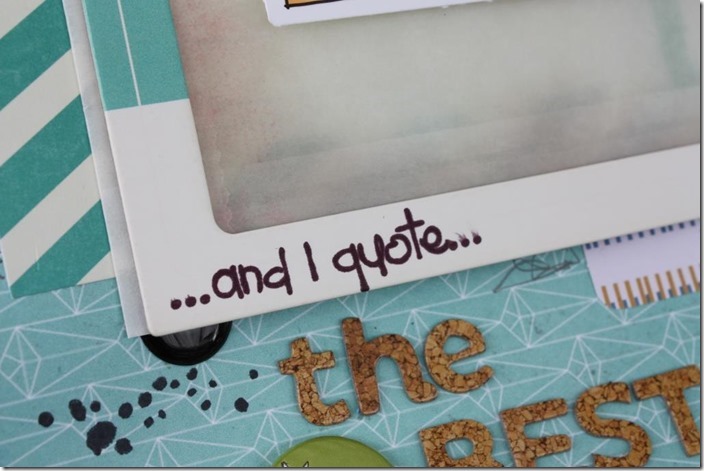 ...and I quote...
the
BEST